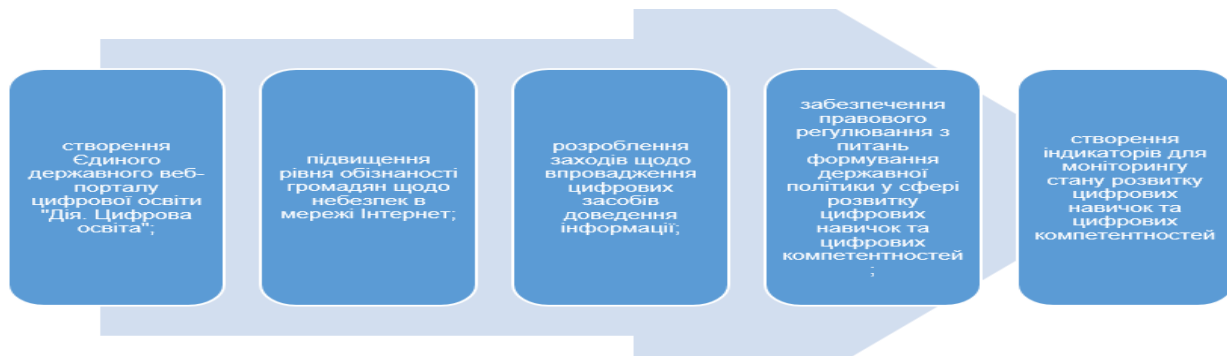 створення
Єдиного
державного веб-
порталу
цифрової освіти
"Дія. Цифрова
освіта";
підвищення
рівня обізнаності
громадян щодо
небезпек в
мережі Інтернет;
розроблення
заходів щодо
впровадження
цифрових
засобів
доведення
інформації;
забезпечення
правового
регулювання з
питань
формування
державної
політики у сфері
розвитку
цифрових
навичок та
цифрових
компетентностей
;
створення
індикаторів для
моніторингу
стану розвитку
цифрових
навичок та
цифрових
компетентностей